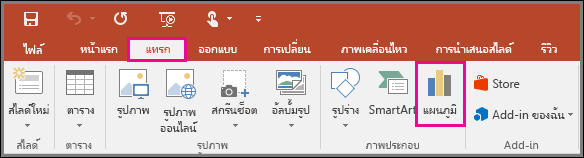 ไฟล์ หน้าแรก แทรก ออกแบบ การเปลี่ยน ภาพเคลื่อนไหว การนำเสนอสไลด์ รีวิว
สไลด์ใหม่ ตาราง รูปภาพ รูปภาพ สกรีนช็อต อัลบั้มรูป รูปร่าง SmartArt แผนภูมิ Store
ออนไลน์ Add-in ของฉัน
สไลด์ ตาราง รูปภาพ ภาพประกอบ Add-in